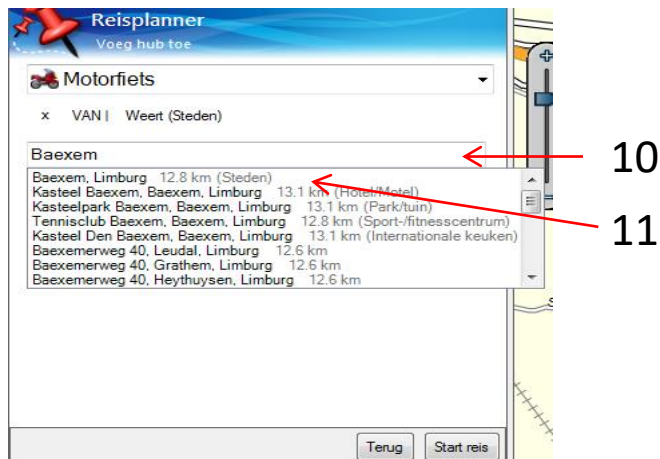 Reisplanner
Voeg hub toe
Motorfiets
x VAN | Weert (Steden)
Baexem
10
Baexem, Limburg 12.8 km (Steden)
Kasteel Baexem, Baexem, Limburg 13.1 km (Hotel/Motel)
Kasteelpark Baexem, Baexem, Limburg 13.1 km (Park/tuin)
Tennisclub Baexem, Baexem, Limburg 12.8 km (Sport-/fitnesscentrum)
11
Kasteel Den Baexem, Baexem, Limburg 13.1 km (Internationale keuken)
Baexemerweg 40, Leudal, Limburg 12.6 km
Baexemerweg 40, Grathem, Limburg 12.6 km
Baexemerweg 40, Heythuysen, Limburg 12.6 km
Terug
Start reis